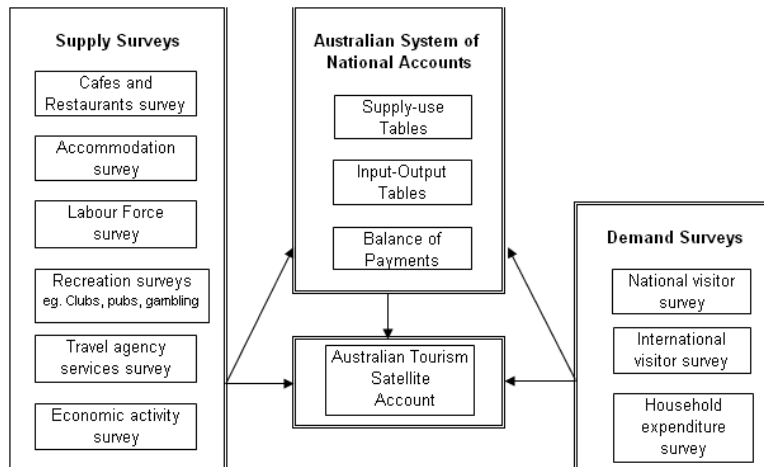 Supply Surveys
Cafes and
Restaurants survey
Accommodation
survey
Labour Force
survey
Recreation surveys
eg. Clubs, pubs, gambling
Travel agency
services survey
Economic activity
survey
Australian System of
National Accounts
Supply-use
Tables
Input-Output
Tables
Balance of
Payments
Australian Tourism
Satellite
Account
Demand Surveys
National visitor
survey
International
visitor survey
Household
expenditure
survey